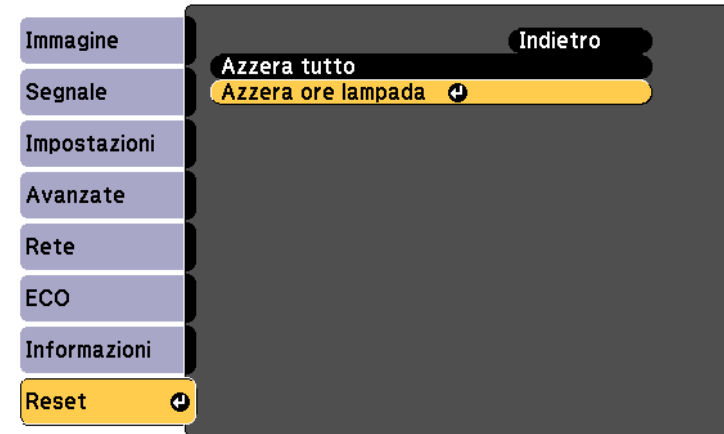 Immagine
Segnale
Impostazioni
Avanzate
Rete
ECO
Informazioni
Reset
Indietro
Azzera tutto
Azzera ore lampada